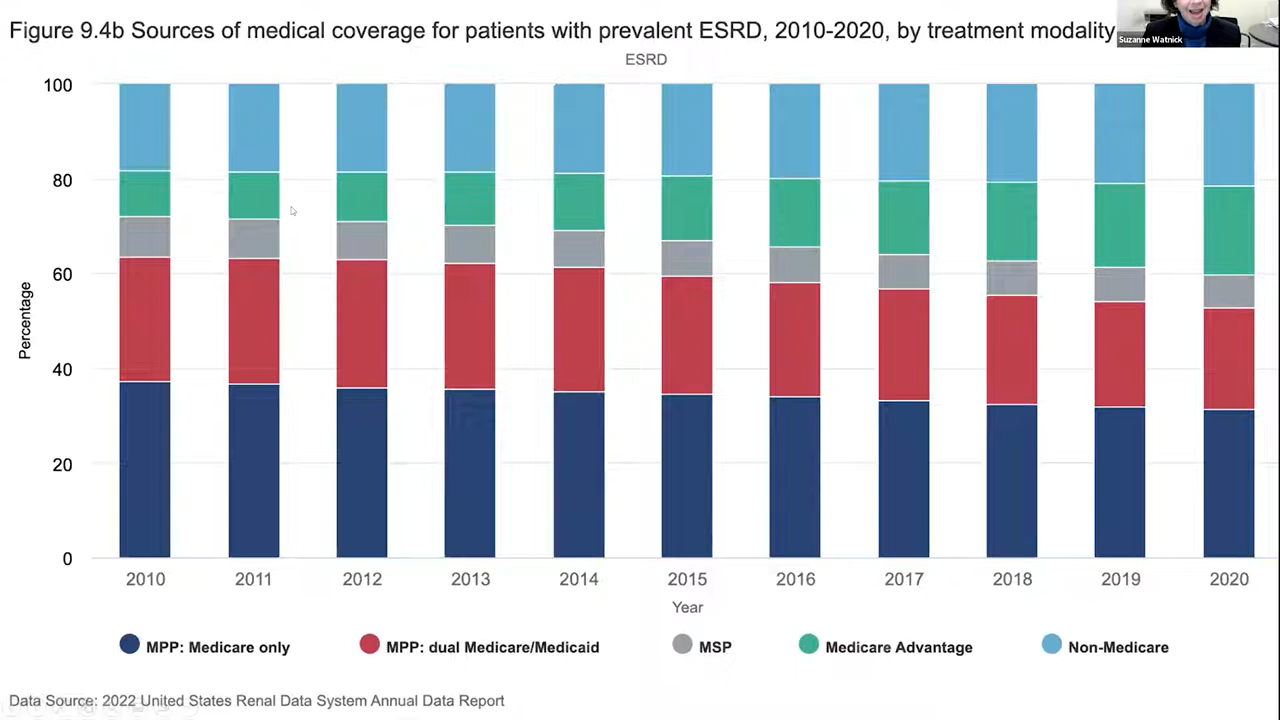 Figure 9.4b Sources of medical coverage for patients with prevalent ESRD, 2010-2020, by treatment modality
Suzanne Watnick
ESRD
100
80
60
40
20
0
Percentage
2010 2011 2012 2013 2014 2015 2016 2017 2018 2019 2020
Year
MPP: Medicare only MPP: dual Medicare/Medicaid MSP Medicare Advantage Non-Medicare
Data Source: 2022 United States Renal Data System Annual Data Report